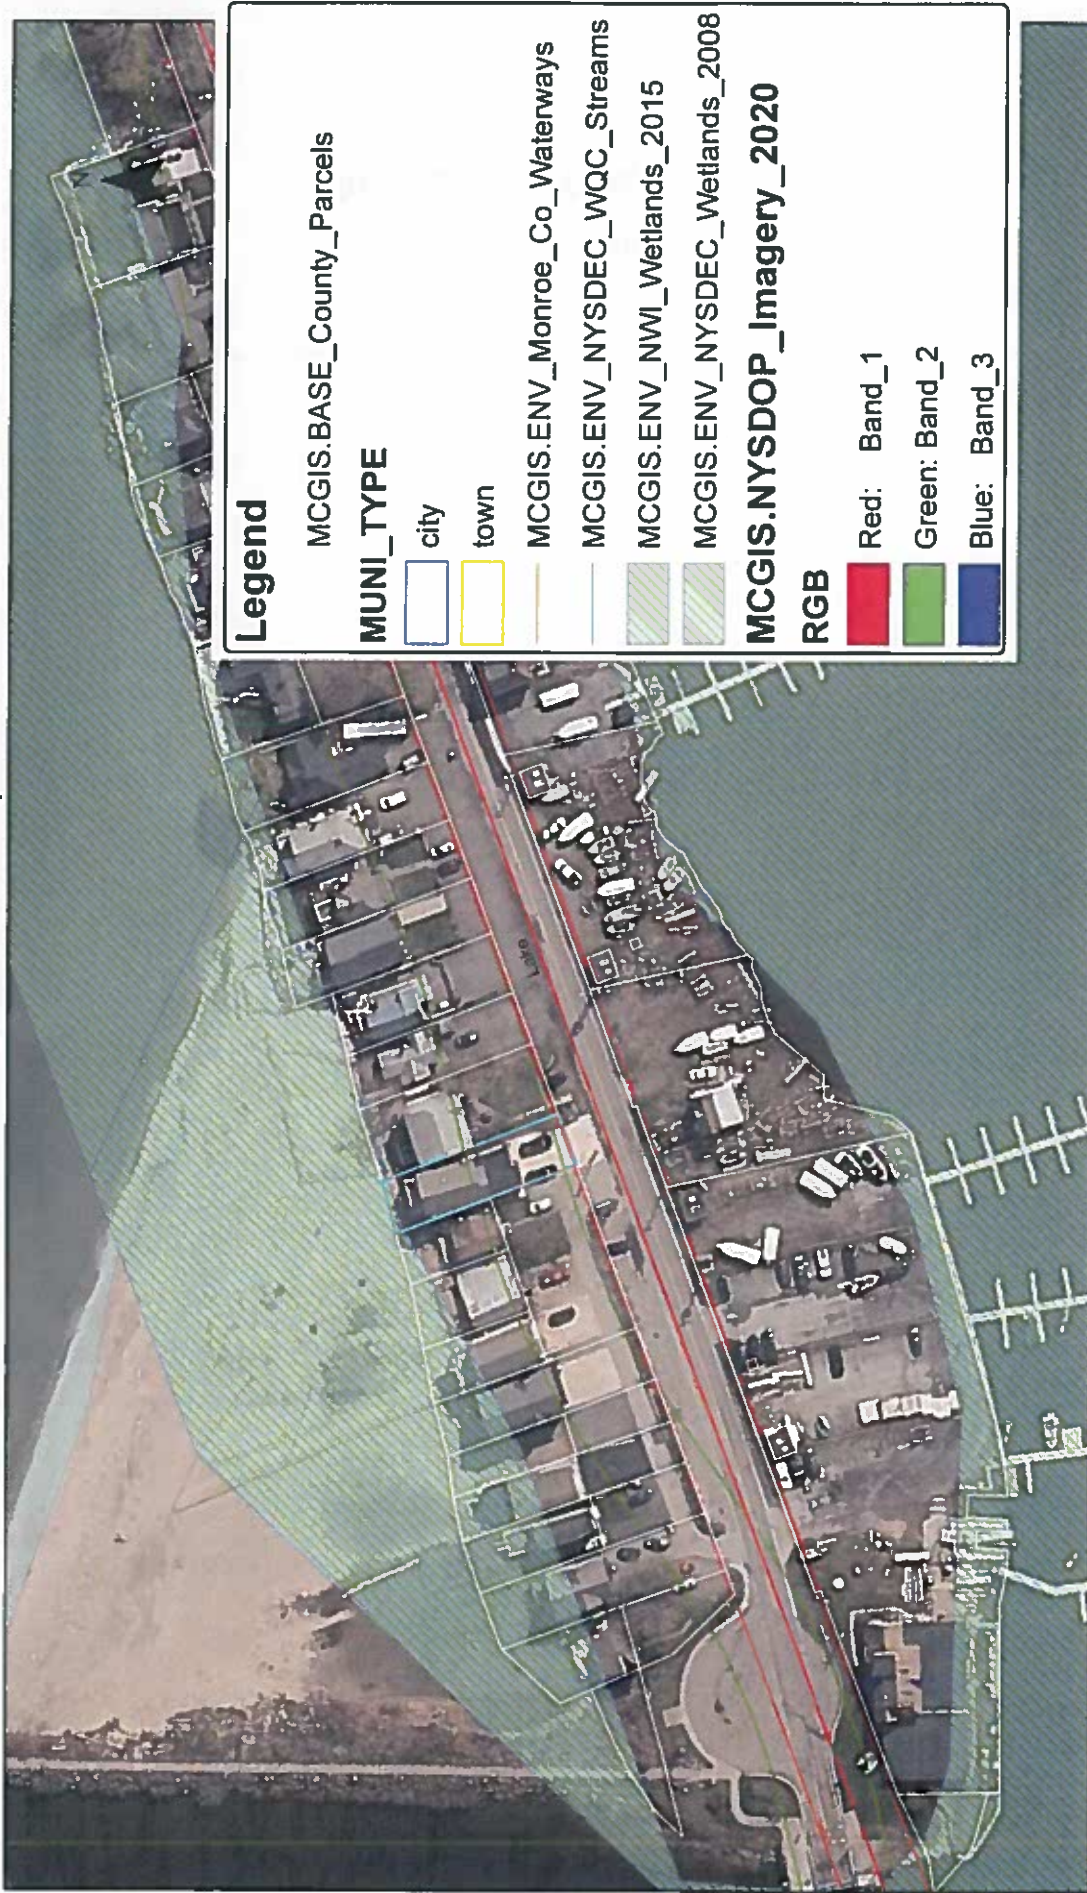 Legend
MCGIS.BASE_County_Parcels
MUNI_TYPE
city
town
MCGIS.ENV_Monroe_Co_Waterways
MCGIS.ENV_NYSDEC_WQC_Streams
MCGIS.ENV_NWI_Wetlands_2015
MCGIS.ENV_NYSDEC_Wetlands_2008
MCGIS.NYSDOP_Imagery_2020
RGB
Red: Band_1
Green: Band_2
Blue: Band_3
Lake
N